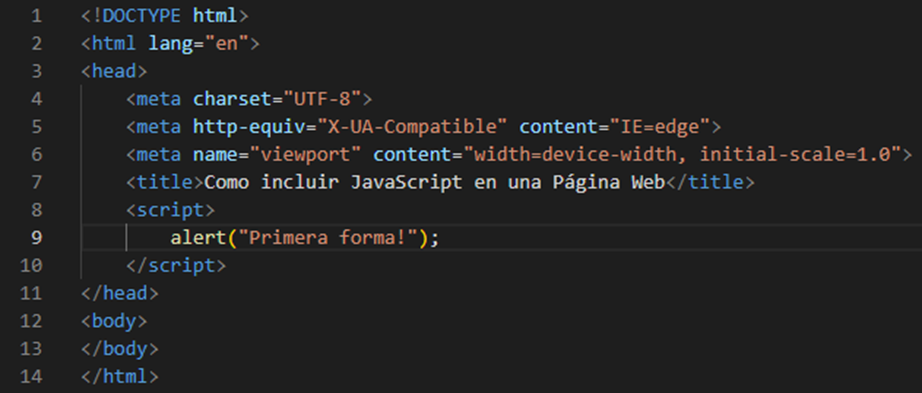 1 <!DOCTYPE html>
2 <html lang="en">
3 <head>
4     <meta charset="UTF-8">
5     <meta http-equiv="X-UA-Compatible" content="IE=edge">
6     <meta name="viewport" content="width=device-width, initial-scale=1.0">
7     <title>Como incluir JavaScript en una Página Web</title>
8     <script>
9         alert("Primera forma!");
10     </script>
11 </head>
12 <body>
13 </body>
14 </html>